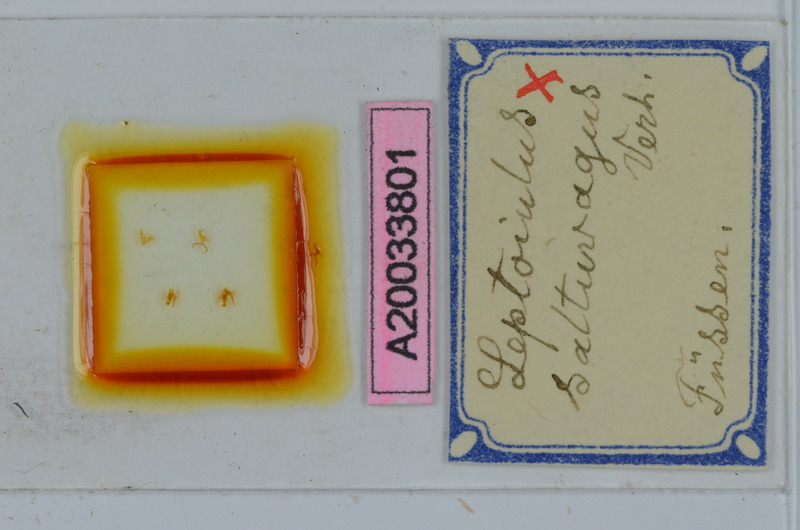 A20033801
Leptoiulus
saltuvagus
Verh.
Füssen.